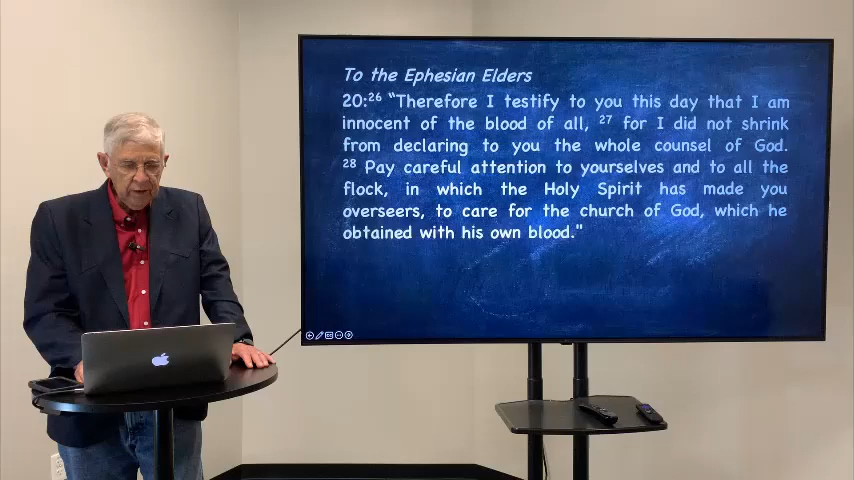 To the Ephesian Elders
20:26 “Therefore I testify to you this day that I am
innocent of the blood of all, 27 for I did not shrink
from declaring to you the whole counsel of God.
28 Pay careful attention to yourselves and to all the
flock, in which the Holy Spirit has made you
overseers, to care for the church of God, which he
obtained with his own blood."